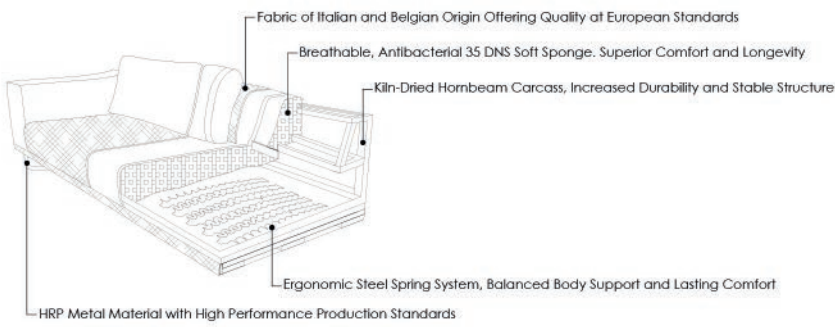 Fabric of Italian and Belgian Origin Offering Quality at European Standards
Breathable, Antibacterial 35 DNS Soft Sponge. Superior Comfort and Longevity
Kiln-Dried Hornbeam Carcass, Increased Durability and Stable Structure
Ergonomic Steel Spring System, Balanced Body Support and Lasting Comfort
HRP Metal Material with High Performance Production Standards